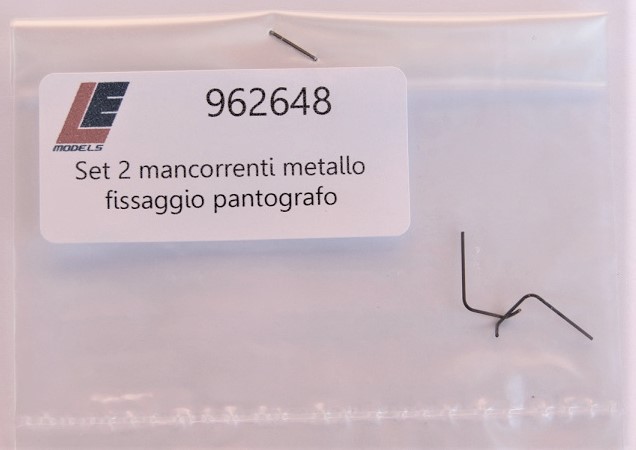 962648
LE
MODELS
Set 2 mancorrenti metallo
fissaggio pantografo